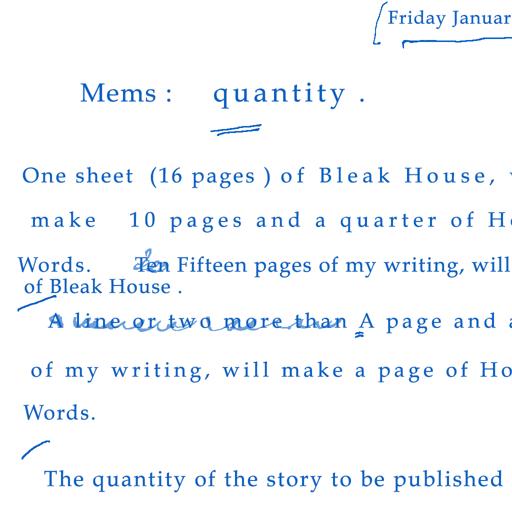 Friday Januar
Mems : quantity .
One sheet (16 pages ) of Bleak House,
make 10 pages and a quarter of Ho
Words. Ten Fifteen pages of my writing, will
of Bleak House .
A line or two more than A page and a
of my writing, will make a page of Ho
Words.
The quantity of the story to be published